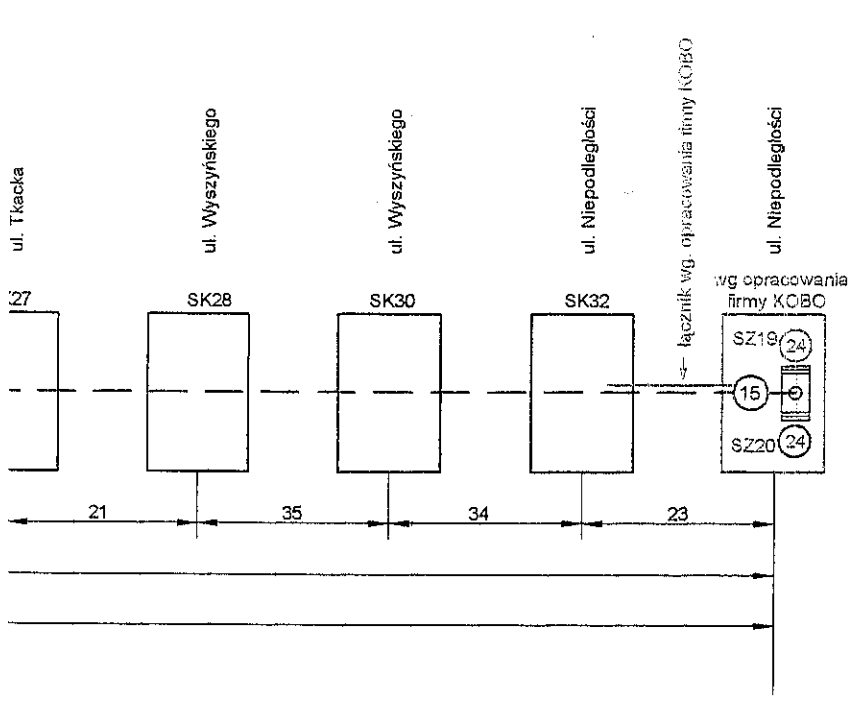 ul. Tkacka
ul. Wyszyńskiego
ul. Wyszyńskiego
ul. Niepodległości
łącznik wg. opracowania firmy KOBO
ul. Niepodległości
27
SK28
SK30
SK32
wg opracowania
firmy KOBO
SZ19
24
15
SZ20
24
21
35
34
23